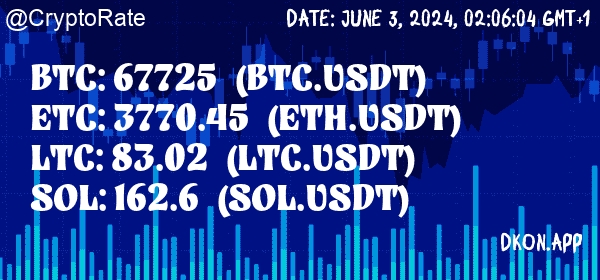 @CryptoRate
DATE: JUNE 3, 2024, 02:06:04 GMT+1
BTC: 67725 (BTC.USDT)
ETC: 3770.45 (ETH.USDT)
LTC: 83.02 (LTC.USDT)
SOL: 162.6 (SOL.USDT)
DKON.APP